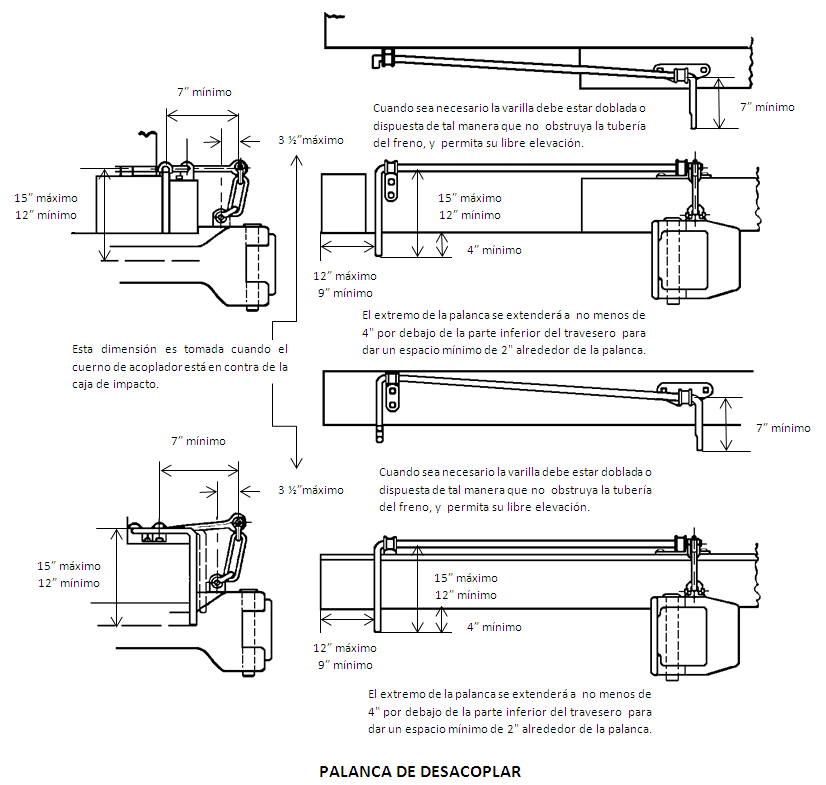 7” mínimo
3 ½”máximo
Cuando sea necesario la varilla debe estar doblada o
dispuesta de tal manera que no obstruya la tubería
del freno, y permita su libre elevación.
7” mínimo
15” máximo
12” mínimo
15” máximo
12” mínimo
4” mínimo
12” máximo
9” mínimo
El extremo de la palanca se extenderá a no menos de
4" por debajo de la parte inferior del travesero para
dar un espacio mínimo de 2" alrededor de la palanca.
Esta dimensión es tomada cuando el
cuerno de acoplador está en contra de la
caja de impacto.
7” mínimo
7” mínimo
3 ½”máximo
Cuando sea necesario la varilla debe estar doblada o
dispuesta de tal manera que no obstruya la tubería
del freno, y permita su libre elevación.
15” máximo
12” mínimo
15” máximo
12” mínimo
4” mínimo
12” máximo
9” mínimo
El extremo de la palanca se extenderá a no menos de
4" por debajo de la parte inferior del travesero para
dar un espacio mínimo de 2" alrededor de la palanca.
PALANCA DE DESACOPLAR